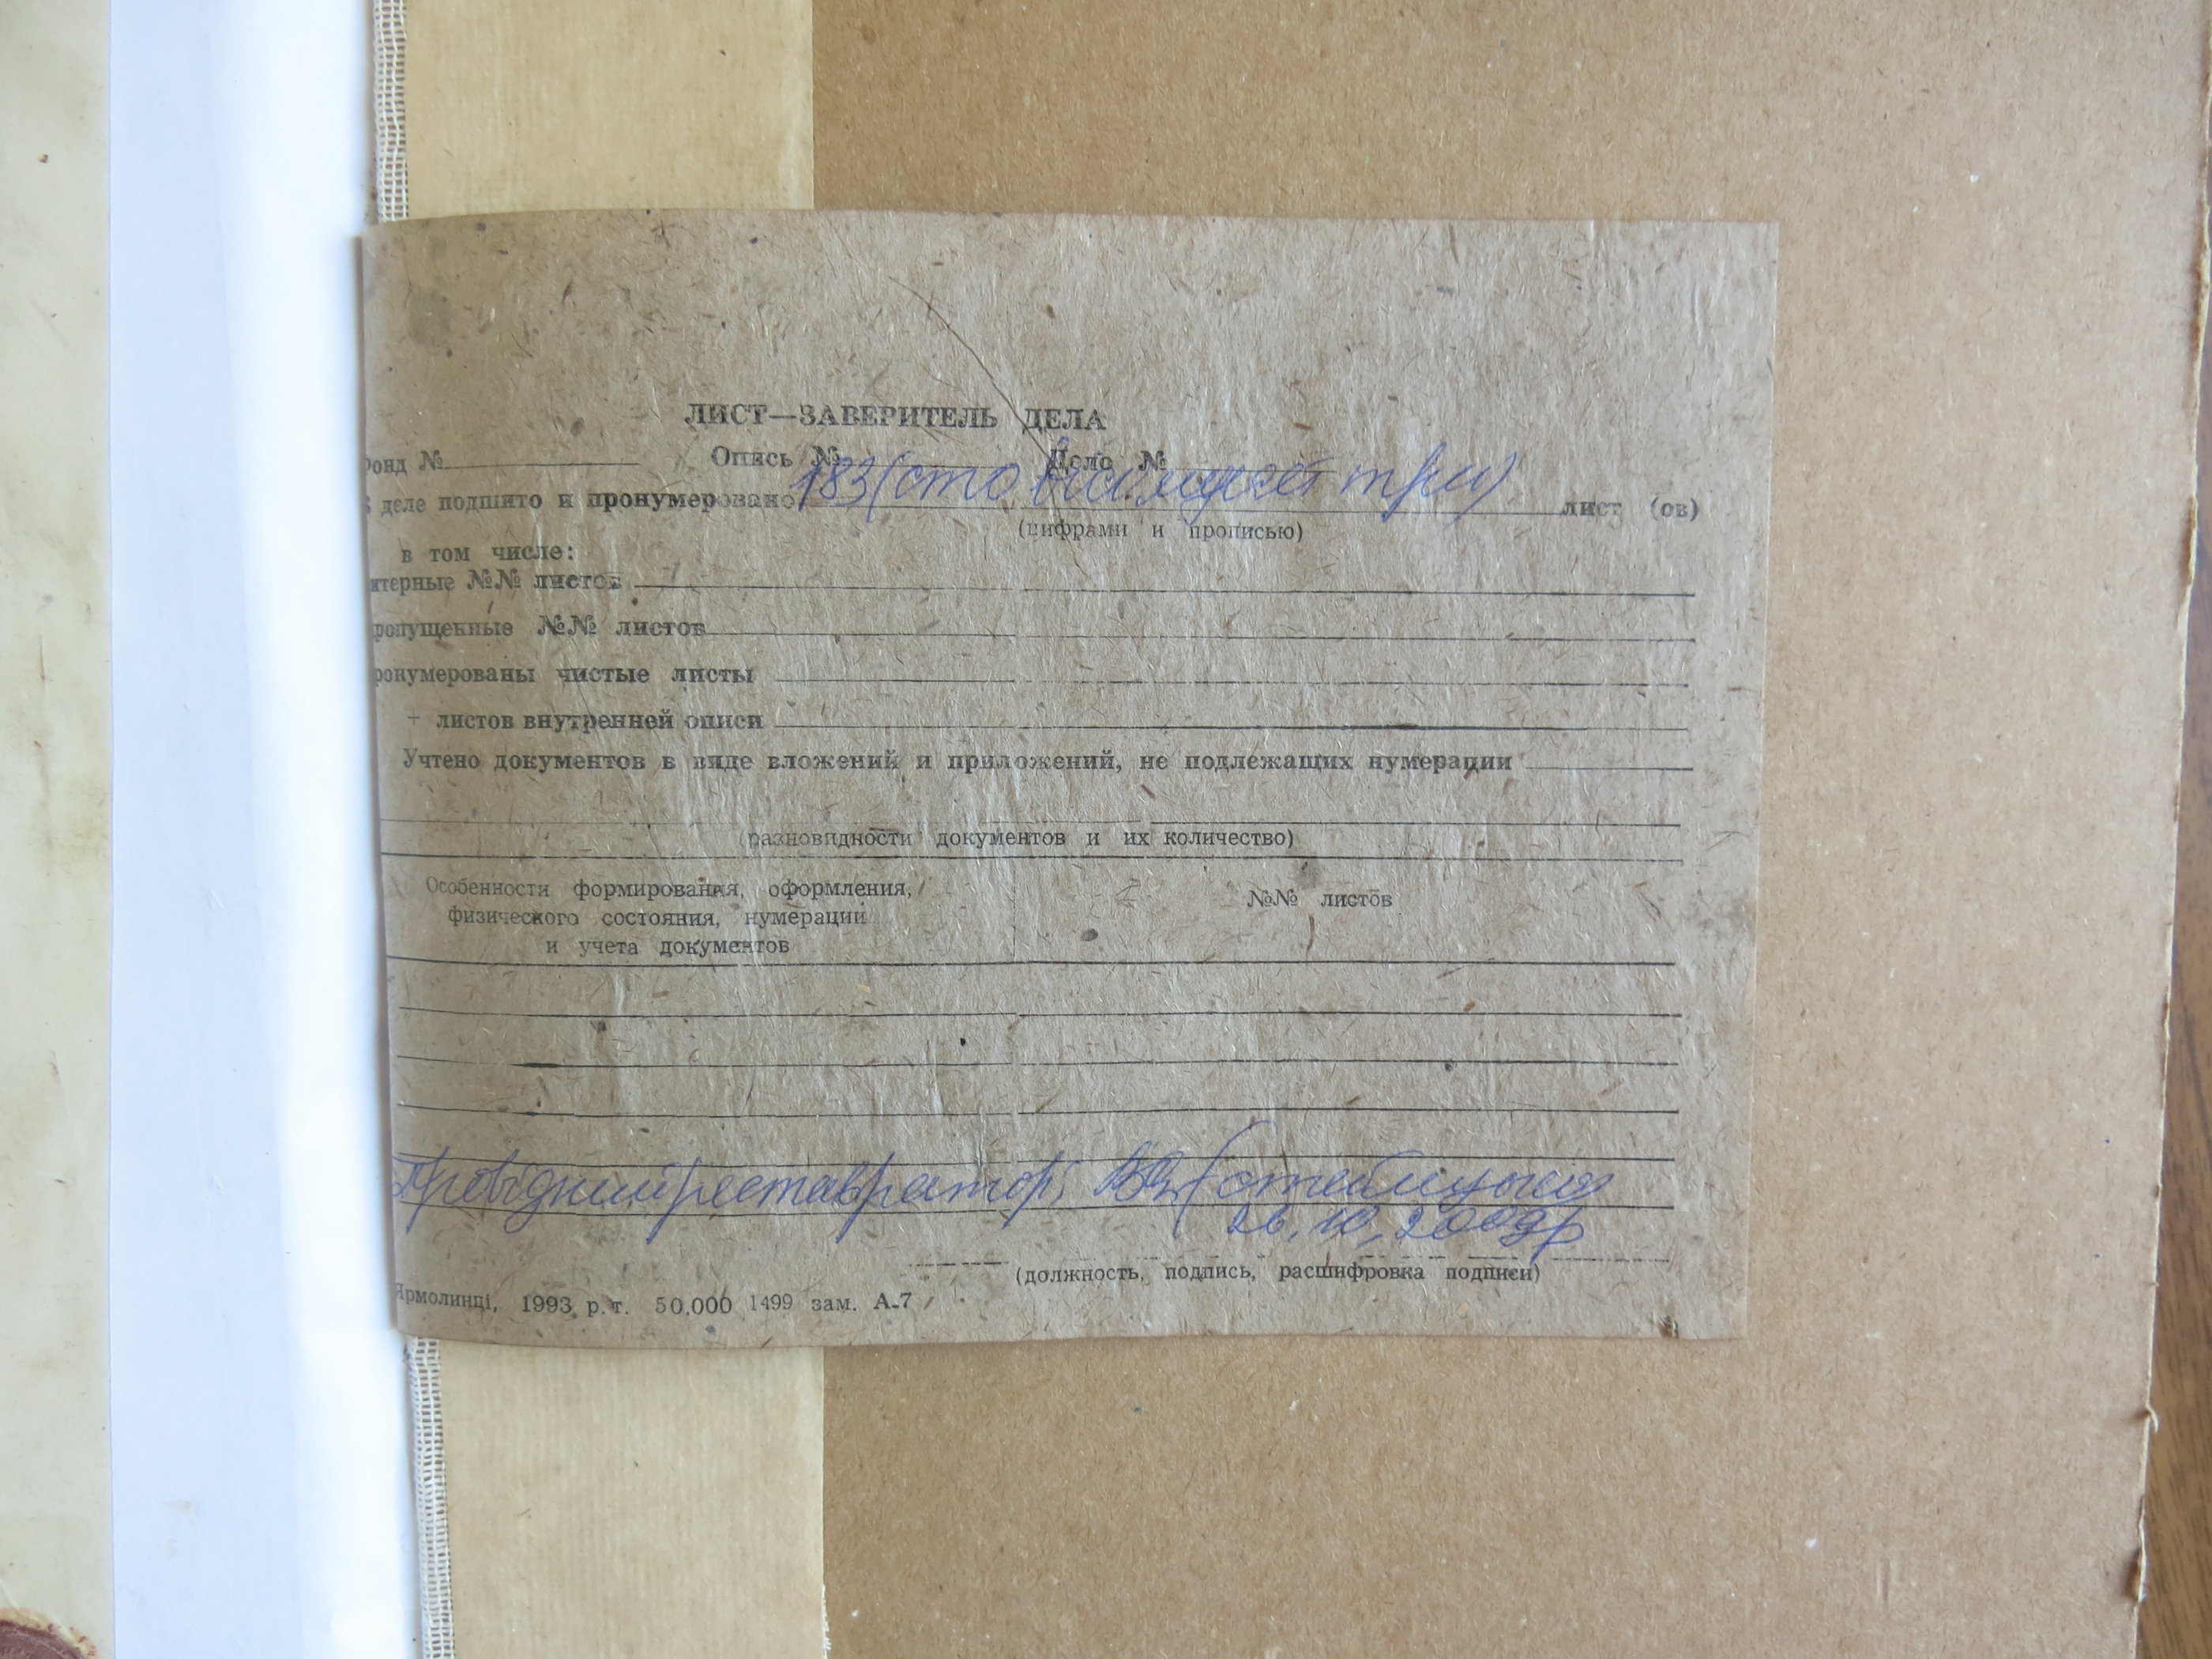 ЛИСТ—ЗАВЕРИТЕЛЬ ДЕЛА
Фонд № Опись № Дело №
В деле подшито и пронумеровано 183 (сто вісімдесят три) лист (ов)
(цифрами и прописью)
в том числе:
итерные №№ листов
ропущенные №№ листов
ронумерованы чистые листы
+ листов внутренней описи
Учтено документов в виде вложений и приложений, не подлежащих нумерации
(разновидности документов и их количество)
Особенности формирования, оформления, №№ листов
физического состояния, нумерации
и учета документов
Провідний реставратор
26.10.2009р
(должность, подпись, расшифровка подписи)
Ярмолинці, 1993 р. т. 50.000 1499 зам. А-7